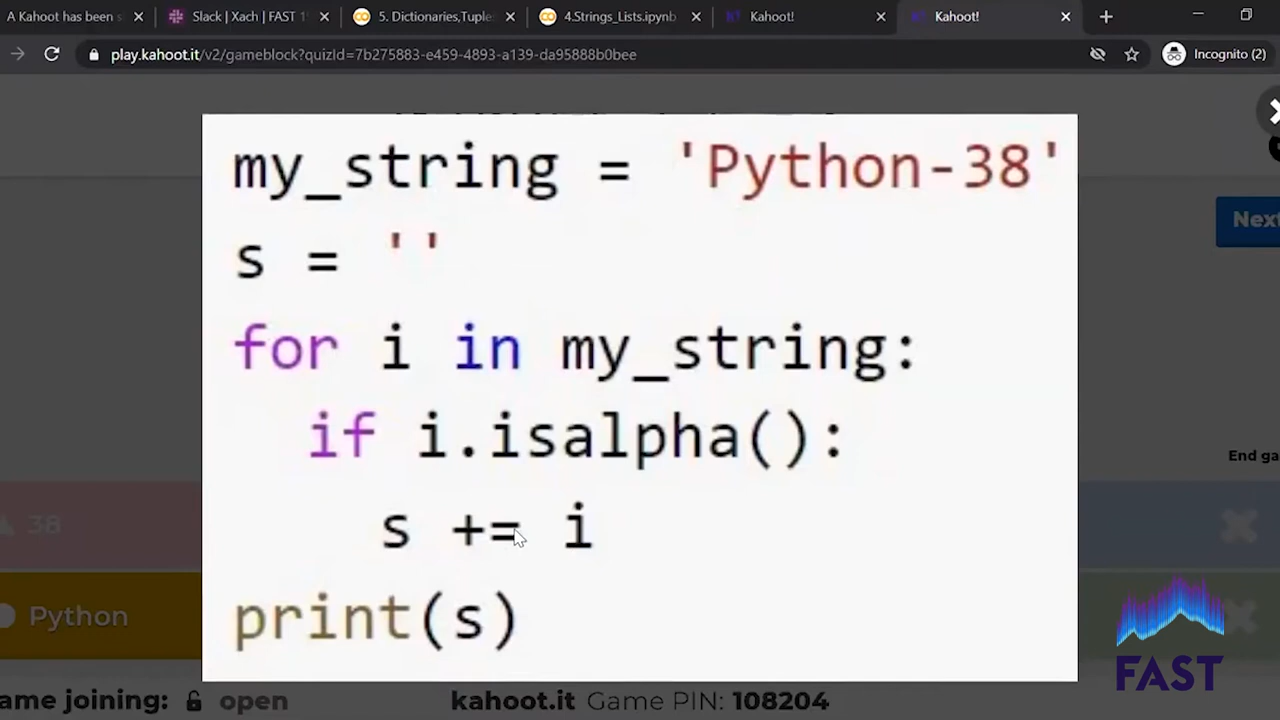 A Kahoot has been s
Slack | Xach | FAST 1
5. Dictionaries,Tuple
4.Strings_Lists.ipynb
Kahoot!
Kahoot!
play.kahoot.it/v2/gameblock?quizId=7b275883-e459-4893-a139-da95888b0bee
Incognito (2)
my_string = 'Python-38'
s = ''
Next
for i in my_string:
if i.isalpha():
End ga
38
s += i
Python
print(s)
FAST
ame joining: open
kahoot.it Game PIN: 108204